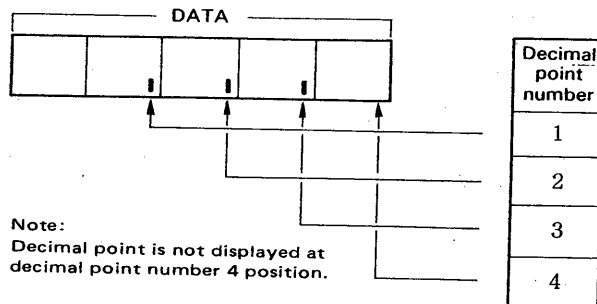 DATA
Decimal
point
number
1
2
3
4
Note:
Decimal point is not displayed at
decimal point number 4 position.